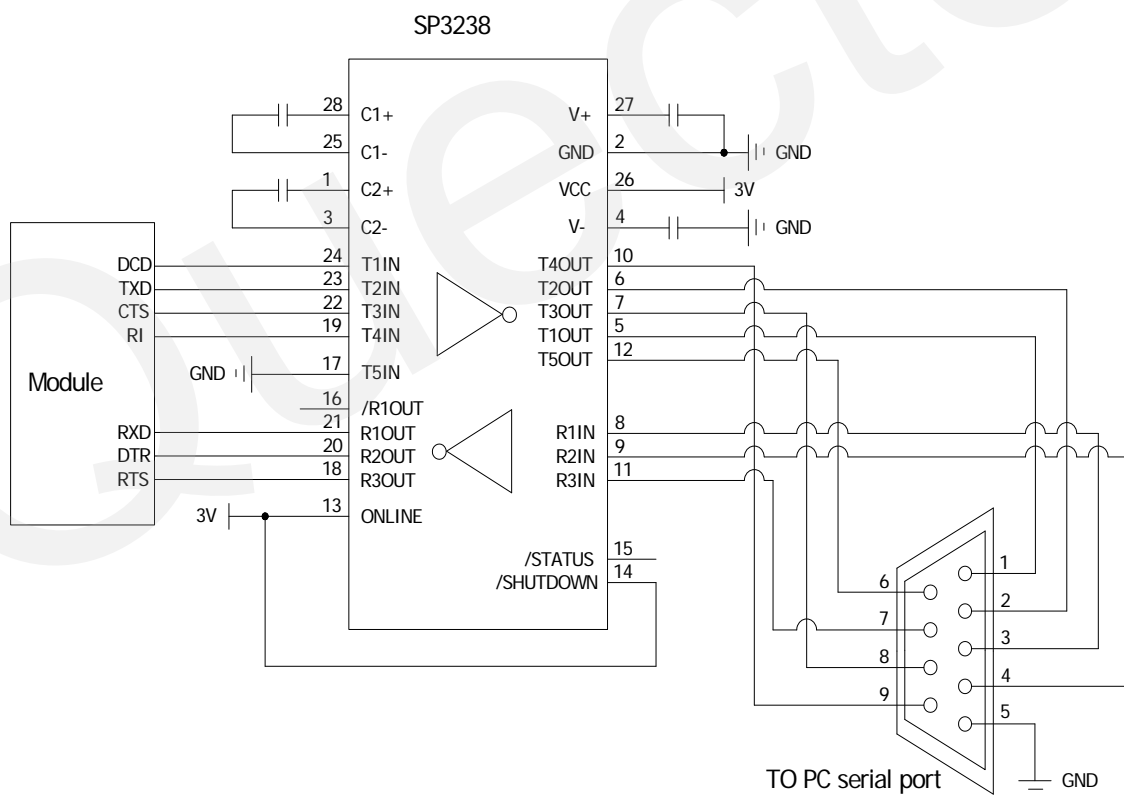 SP3238
28 C1+ V+ 27
25 C1- GND 2 GND
1 C2+ VCC 26 3V
3 C2- V- 4 GND
DCD 24 T1IN T4OUT 10
TXD 23 T2IN T2OUT 6
CTS 22 T3IN T3OUT 7
RI 19 T4IN T1OUT 5
GND 17 T5IN T5OUT 12
Module
16 /R1OUT
RXD 21 R1OUT R1IN 8
DTR 20 R2OUT R2IN 9
RTS 18 R3OUT R3IN 11
3V 13 ONLINE
/STATUS 15
/SHUTDOWN 14
1
6
2
7
3
8
4
9
5
TO PC serial port GND
Quecte